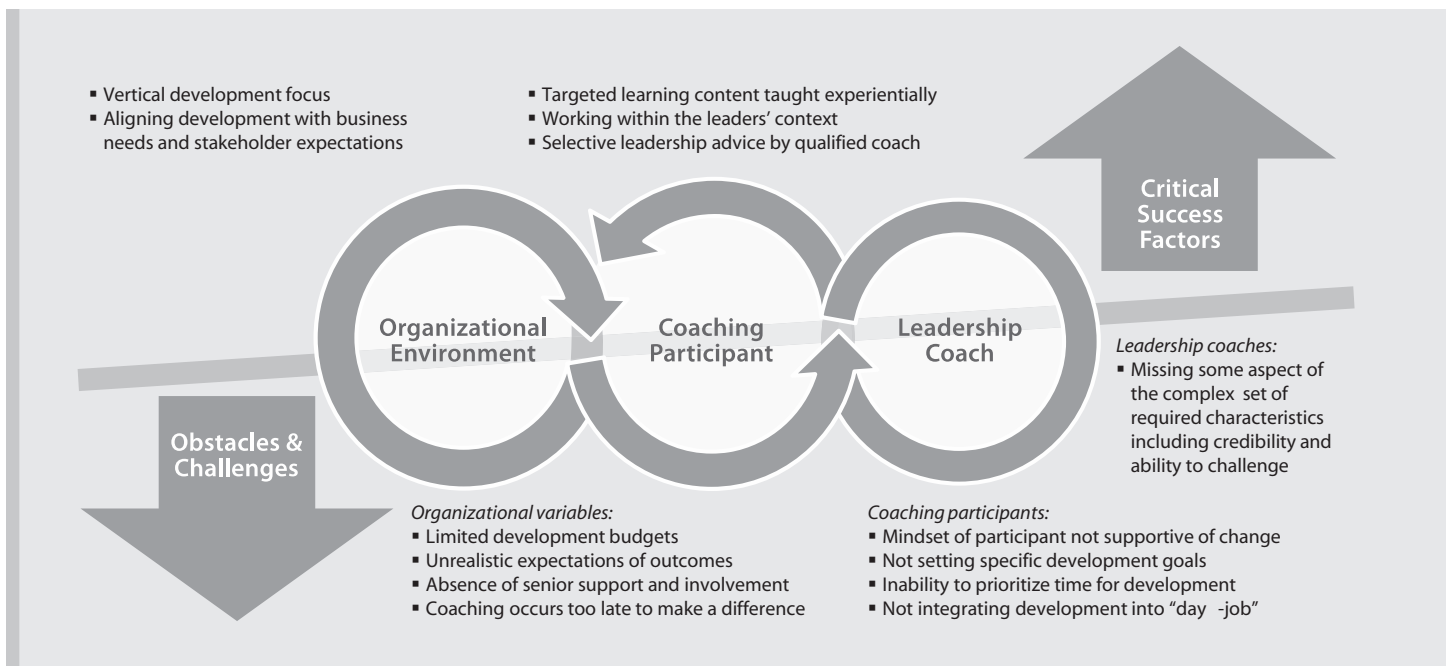 ▪ Vertical development focus
▪ Aligning development with business
needs and stakeholder expectations
▪ Targeted learning content taught experientially
▪ Working within the leaders’ context
▪ Selective leadership advice by qualified coach
Critical
Success
Factors
Organizational
Environment
Coaching
Participant
Leadership
Coach
Obstacles &
Challenges
Leadership coaches:
▪ Missing some aspect of
the complex set of
required characteristics
including credibility and
ability to challenge
Organizational variables:
▪ Limited development budgets
▪ Unrealistic expectations of outcomes
▪ Absence of senior support and involvement
▪ Coaching occurs too late to make a difference
Coaching participants:
▪ Mindset of participant not supportive of change
▪ Not setting specific development goals
▪ Inability to prioritize time for development
▪ Not integrating development into “day -job”